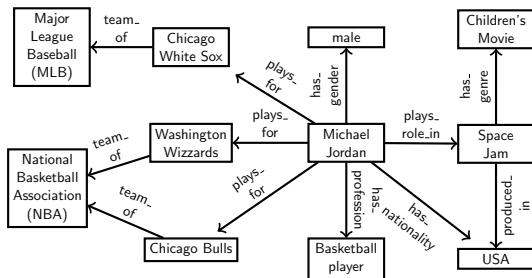 Major
League
Baseball
(MLB)
team_
of
Chicago
White Sox
male
Children's
Movie
plays_
for
has_
gender
has_
genre
National
Basketball
Association
(NBA)
team_
of
Washington
Wizzards
plays_
for
Michael
Jordan
plays_
role_in
Space
Jam
team_
of
Chicago Bulls
plays_
for
has_
profession
has_
nationality
produced_
in
Basketball
player
USA